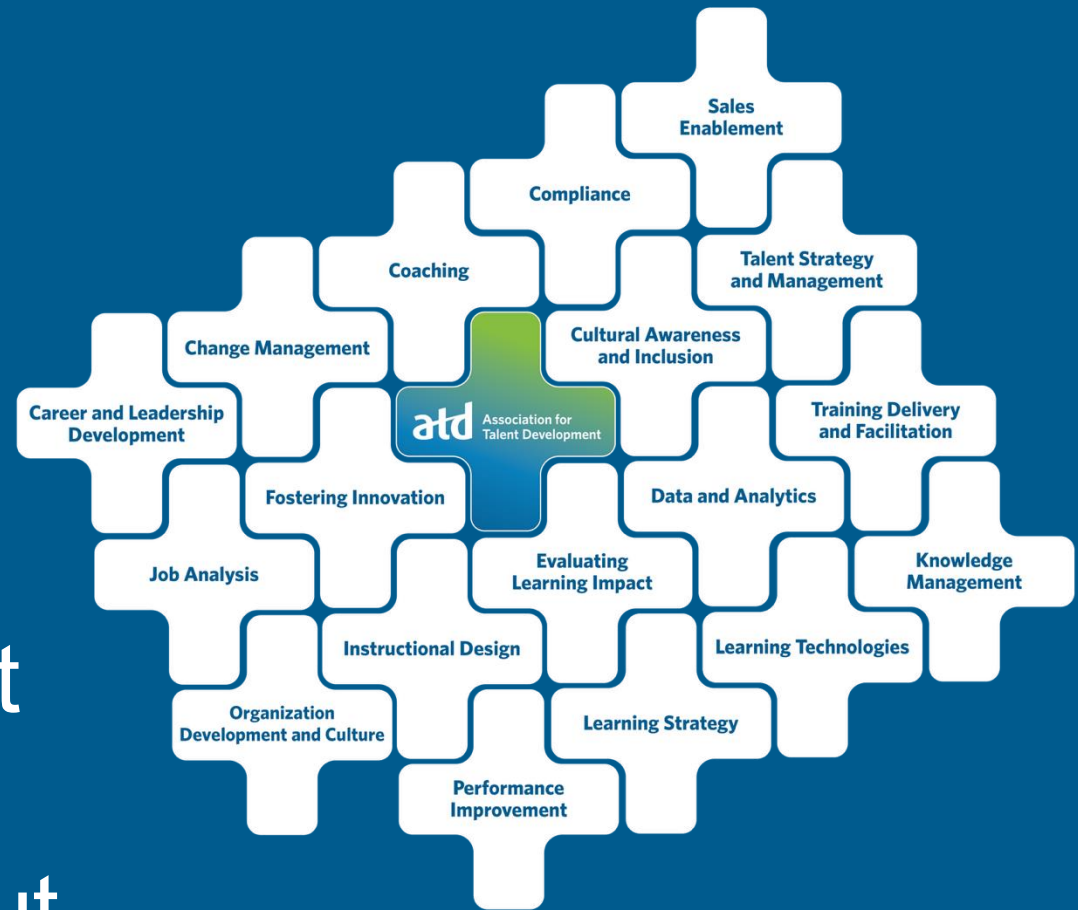 Sales
Enablement
Compliance
Coaching
Talent Strategy
and Management
Change Management
Cultural Awareness
and Inclusion
atd Association for
Talent Development
Career and Leadership
Development
Training Delivery
and Facilitation
Fostering Innovation
Data and Analytics
Job Analysis
Evaluating
Learning Impact
Knowledge
Management
Instructional Design
Learning Technologies
Organization
Development and Culture
Learning Strategy
Performance
Improvement